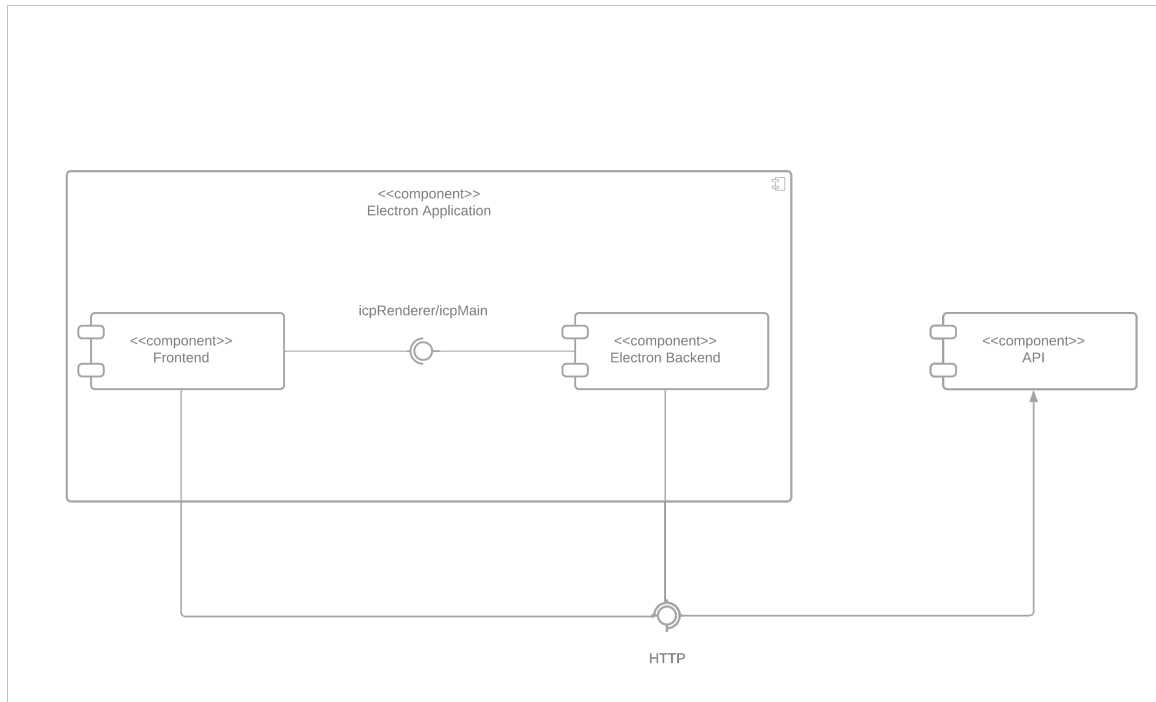 <<component>>
Electron Application
icpRenderer/icpMain
<<component>>
Frontend
<<component>>
Electron Backend
<<component>>
API
HTTP